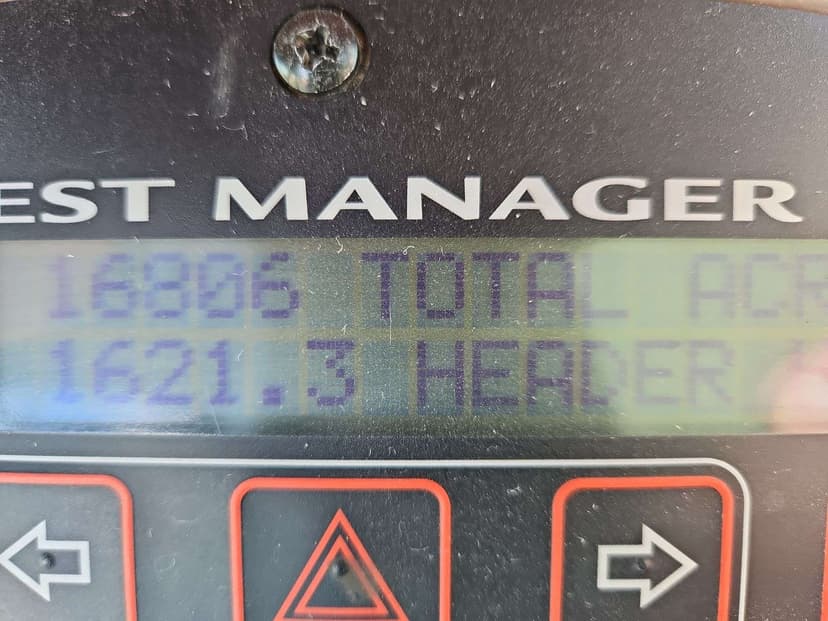 EST MANAGER
16806 TOTAL ACR
1621.3 HEADER